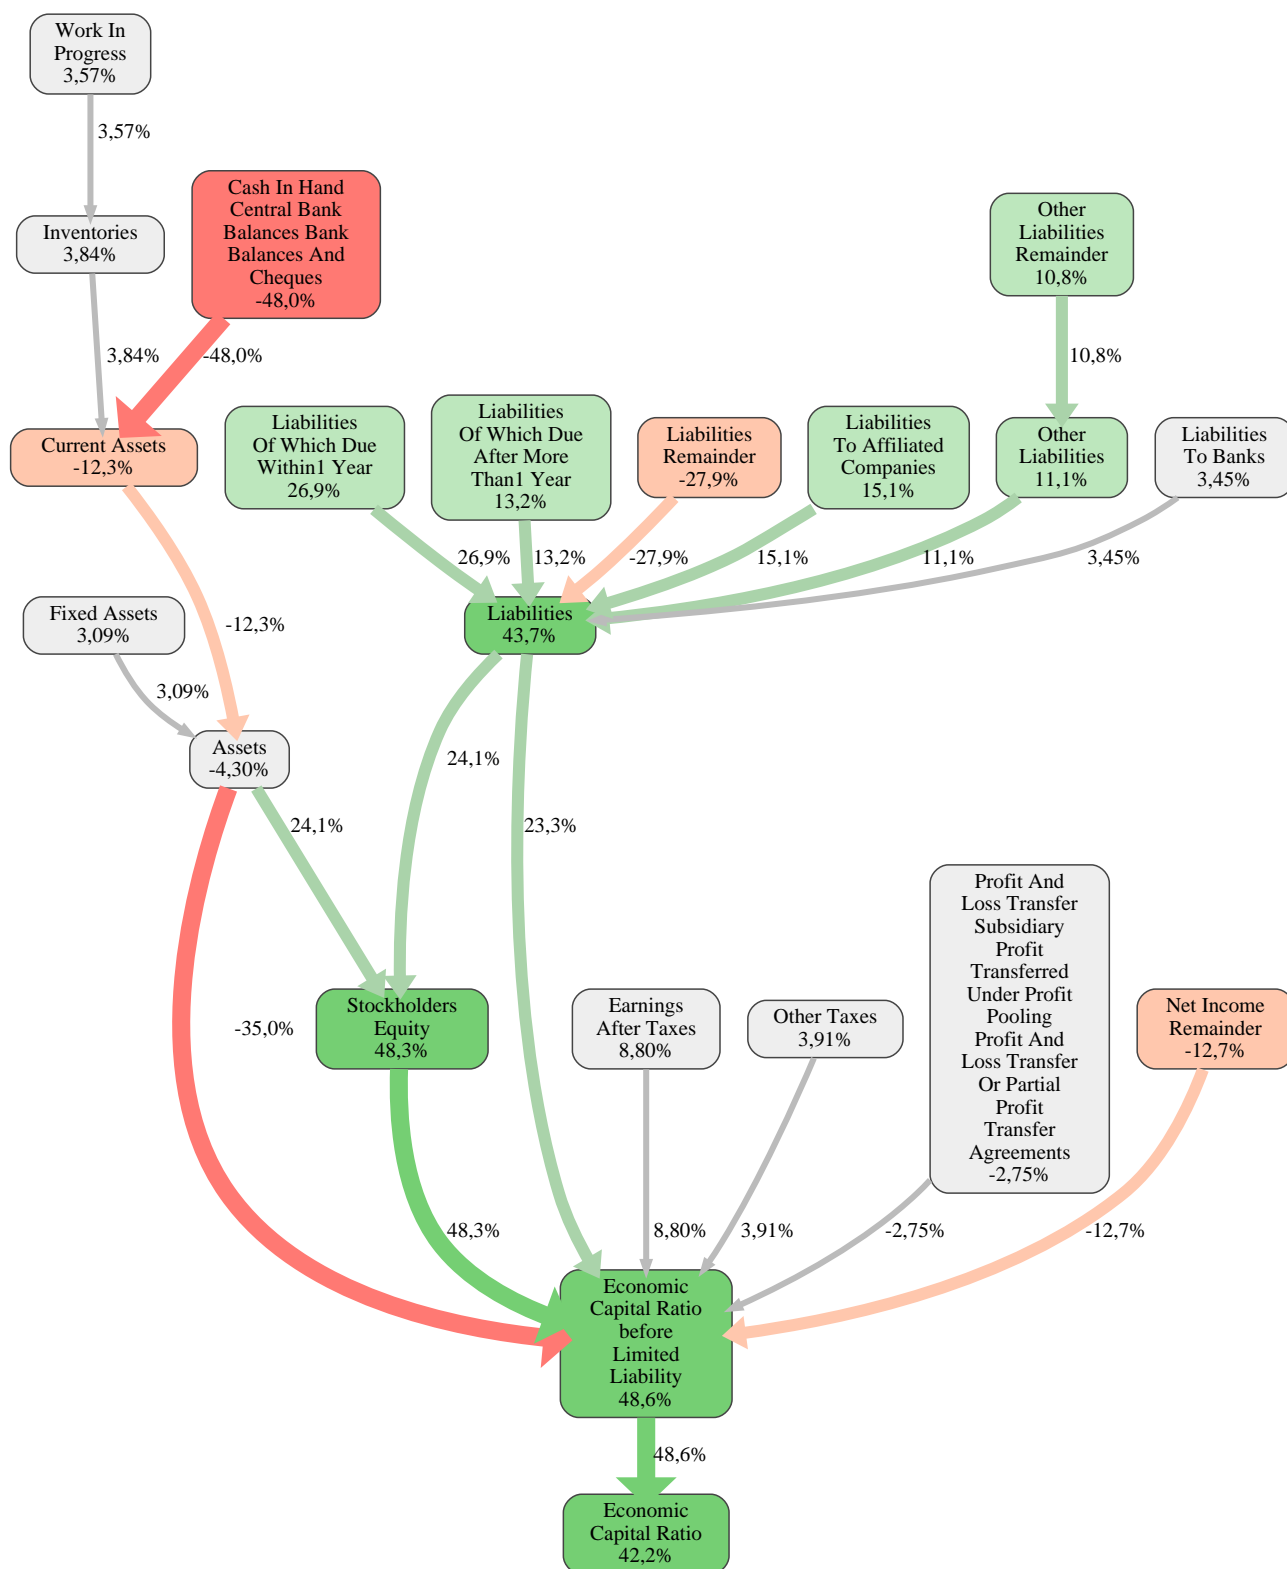 Work In
Progress
3,57%
3,57%
Cash In Hand
Central Bank
Balances Bank
Balances And
Cheques
-48,0%
Other
Liabilities
Remainder
10,8%
Inventories
3,84%
3,84%
-48,0%
10,8%
Current Assets
-12,3%
Liabilities
Of Which Due
Within1 Year
26,9%
Liabilities
Of Which Due
After More
Than1 Year
13,2%
Liabilities
Remainder
-27,9%
Liabilities
To Affiliated
Companies
15,1%
Other
Liabilities
11,1%
Liabilities
To Banks
3,45%
26,9%
13,2%
-27,9%
15,1%
11,1%
3,45%
Fixed Assets
3,09%
-12,3%
Liabilities
43,7%
3,09%
Assets
-4,30%
24,1%
24,1%
23,3%
Profit And
Loss Transfer
Subsidiary
Profit
Transferred
Under Profit
Pooling
Profit And
Loss Transfer
Or Partial
Profit
Transfer
Agreements
-2,75%
-35,0%
Stockholders
Equity
48,3%
Earnings
After Taxes
8,80%
Other Taxes
3,91%
Net Income
Remainder
-12,7%
48,3%
8,80%
3,91%
-2,75%
-12,7%
Economic
Capital Ratio
before
Limited
Liability
48,6%
48,6%
Economic
Capital Ratio
42,2%